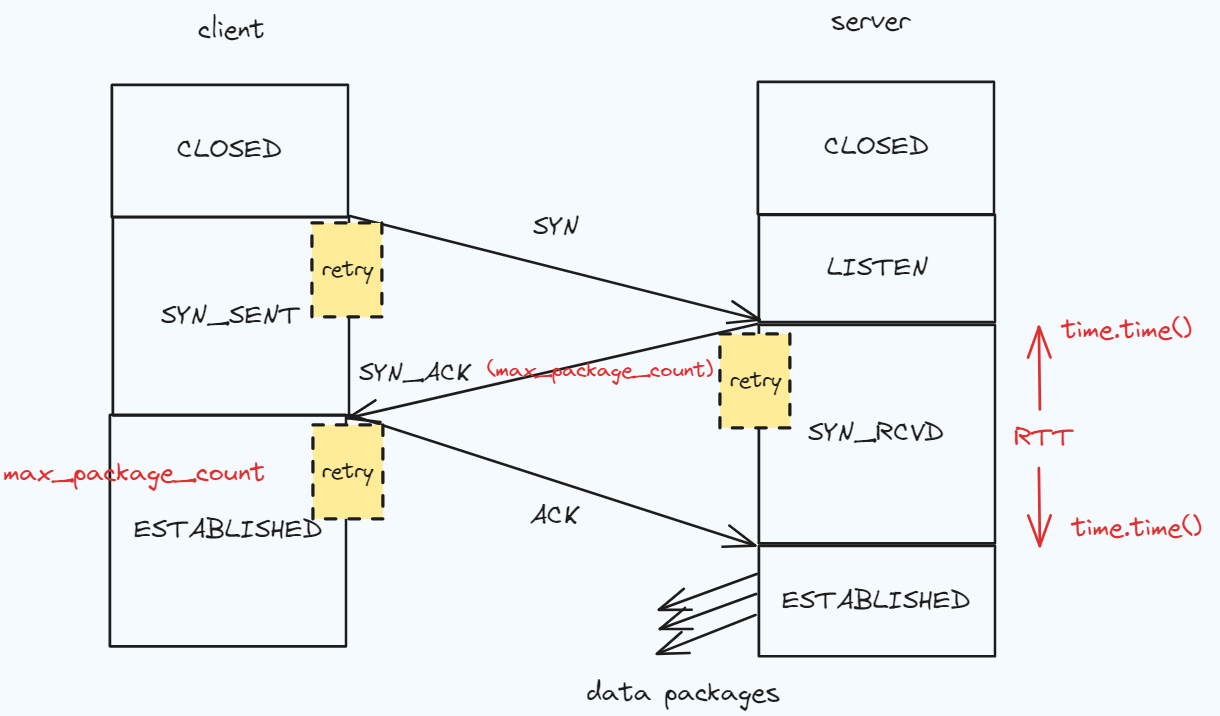 client
server
CLOSED
CLOSED
SYN
retry
LISTEN
SYN_SENT
time.time()
SYN_ACK (max_package_count)
retry
SYN_RCVD
RTT
max_package_count
retry
ESTABLISHED
ACK
time.time()
ESTABLISHED
data packages